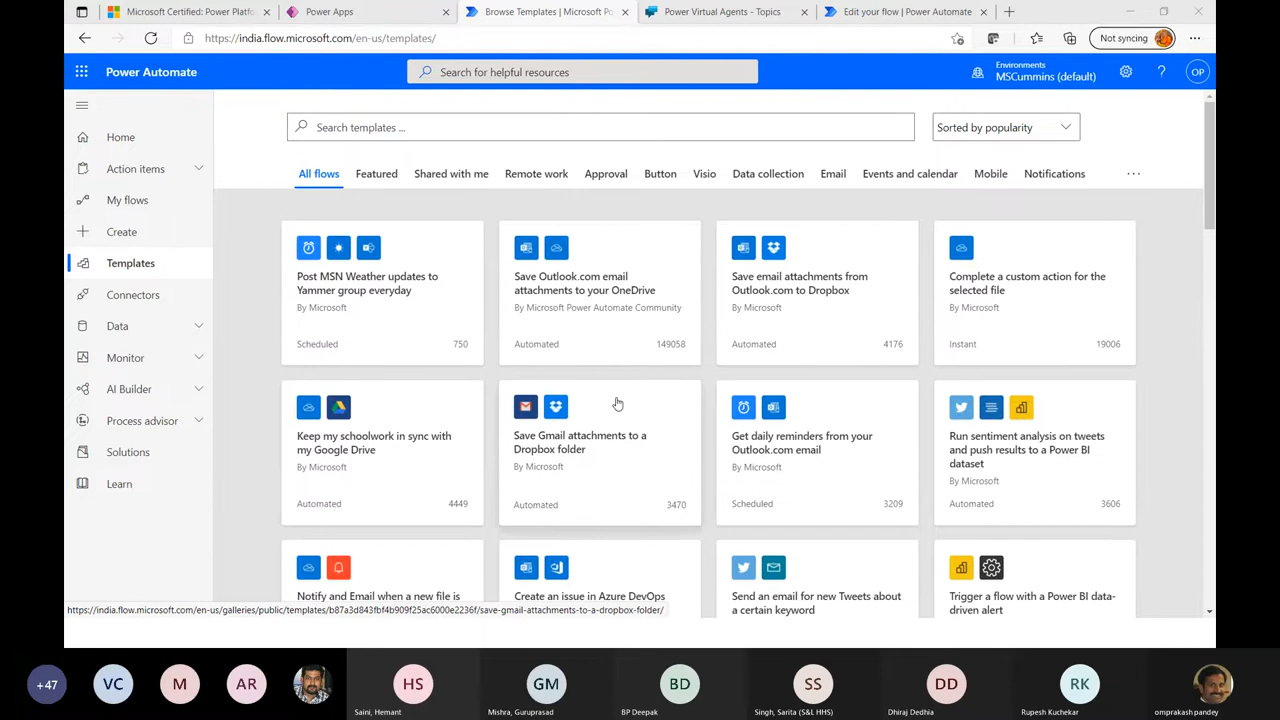 Microsoft Certified: Power Platfo
Power Apps
Browse Templates | Microsoft Po
Power Virtual Agents - Topics
Edit your flow | Power Automate
https://india.flow.microsoft.com/en-us/templates/
Not syncing
Power Automate
Search for helpful resources
Environments
MSCummins (default)
OP
Search templates ...
Sorted by popularity
Home
Action items
My flows
Create
Templates
Connectors
Data
Monitor
AI Builder
Process advisor
Solutions
Learn
All flows
Featured
Shared with me
Remote work
Approval
Button
Visio
Data collection
Email
Events and calendar
Mobile
Notifications
Post MSN Weather updates to
Yammer group everyday
By Microsoft
Scheduled
750
Save Outlook.com email
attachments to your OneDrive
By Microsoft Power Automate Community
Automated
149058
Save email attachments from
Outlook.com to Dropbox
By Microsoft
Automated
4176
Complete a custom action for the
selected file
By Microsoft
Instant
19006
Keep my schoolwork in sync with
my Google Drive
By Microsoft
Automated
4449
Save Gmail attachments to a
Dropbox folder
By Microsoft
Automated
3470
Get daily reminders from your
Outlook.com email
By Microsoft
Scheduled
3209
Run sentiment analysis on tweets
and push results to a Power BI
dataset
By Microsoft
Automated
3606
Notify and Email when a new file is
Create an issue in Azure DevOps
Send an email for new Tweets about
a certain keyword
Trigger a flow with a Power BI data-
driven alert
https://india.flow.microsoft.com/en-us/galleries/public/templates/b87a3d843fbf4b909f25ac6000e2236f/save-gmail-attachments-to-a-dropbox-folder/
+47
VC
M
AR
HS
Saini, Hemant
GM
Mishra, Guruprasad
BD
BP Deepak
SS
Singh, Sarita (S&L HHS)
DD
Dhiraj Dedhia
RK
Rupesh Kuchekar
omprakash pandey